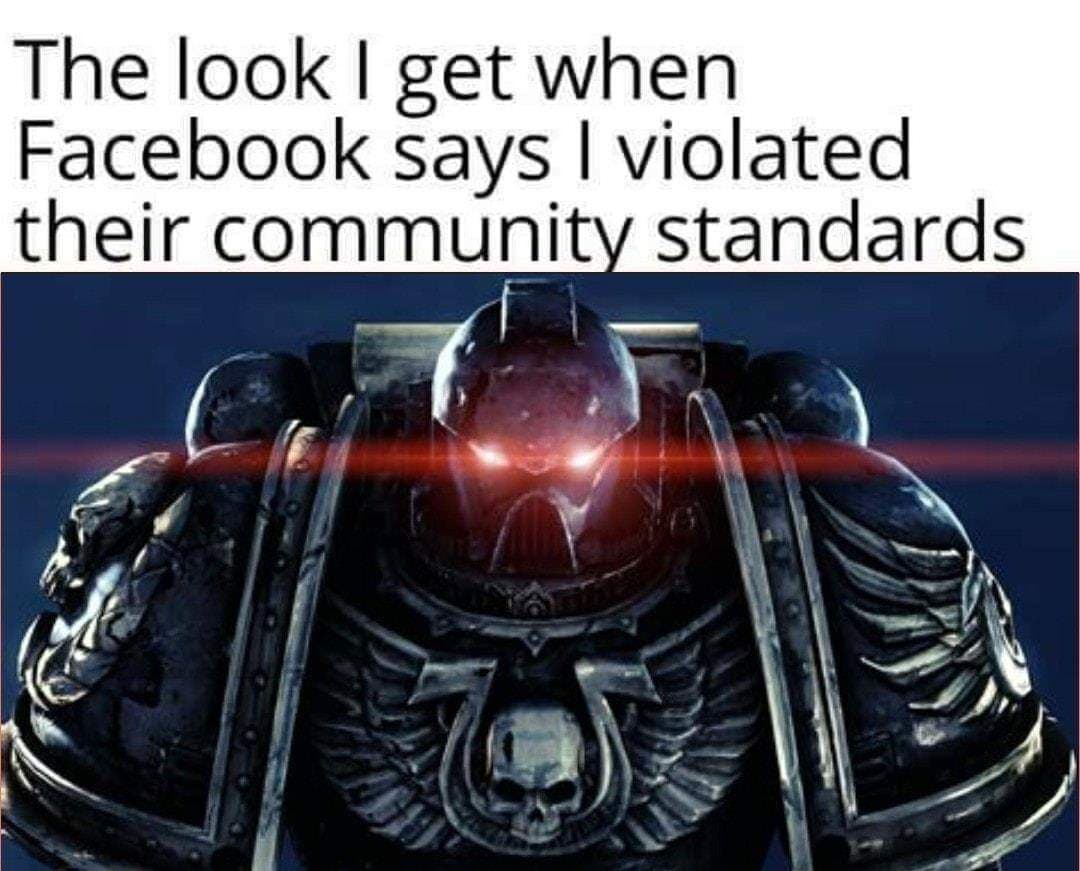 The look I get when
Facebook says I violated
their community standards